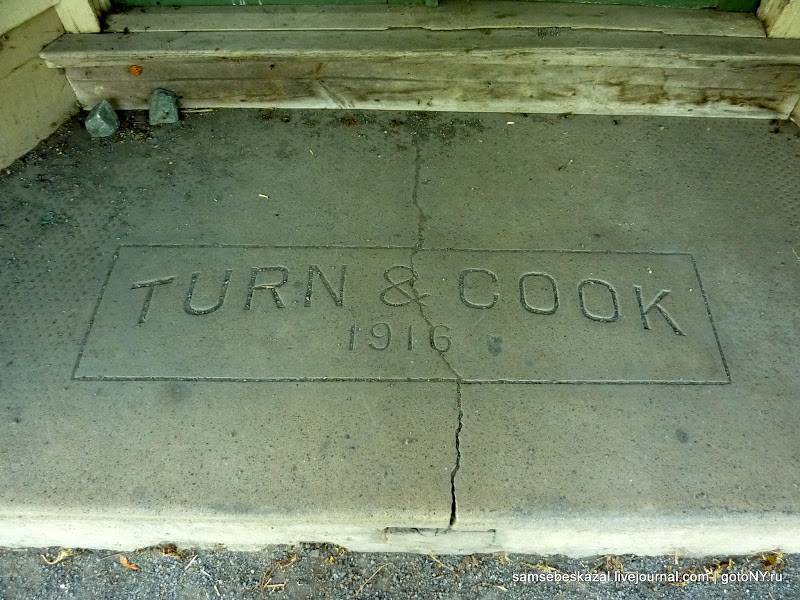 TURN & COOK
1916
samsebeskazal.livejournal.com | gotoNY.ru